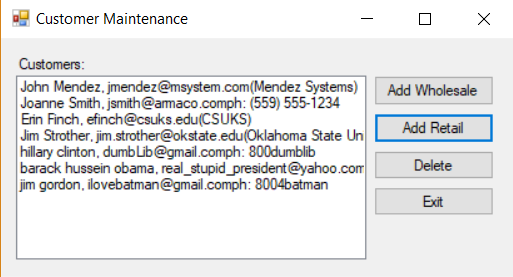 Customer Maintenance
Customers:
John Mendez, jmendez@msystem.com(Mendez Systems)
Joanne Smith, jsmith@armaco.comph: (559) 555-1234
Erin Finch, efinch@csuks.edu(CSUKS)
Jim Strother, jim.strother@okstate.edu(Oklahoma State Un
hillary clinton, dumbLib@gmail.comph: 800dumblib
barack hussein obama, real_stupid_president@yahoo.com
jim gordon, ilovebatman@gmail.comph: 8004batman
Add Wholesale
Add Retail
Delete
Exit